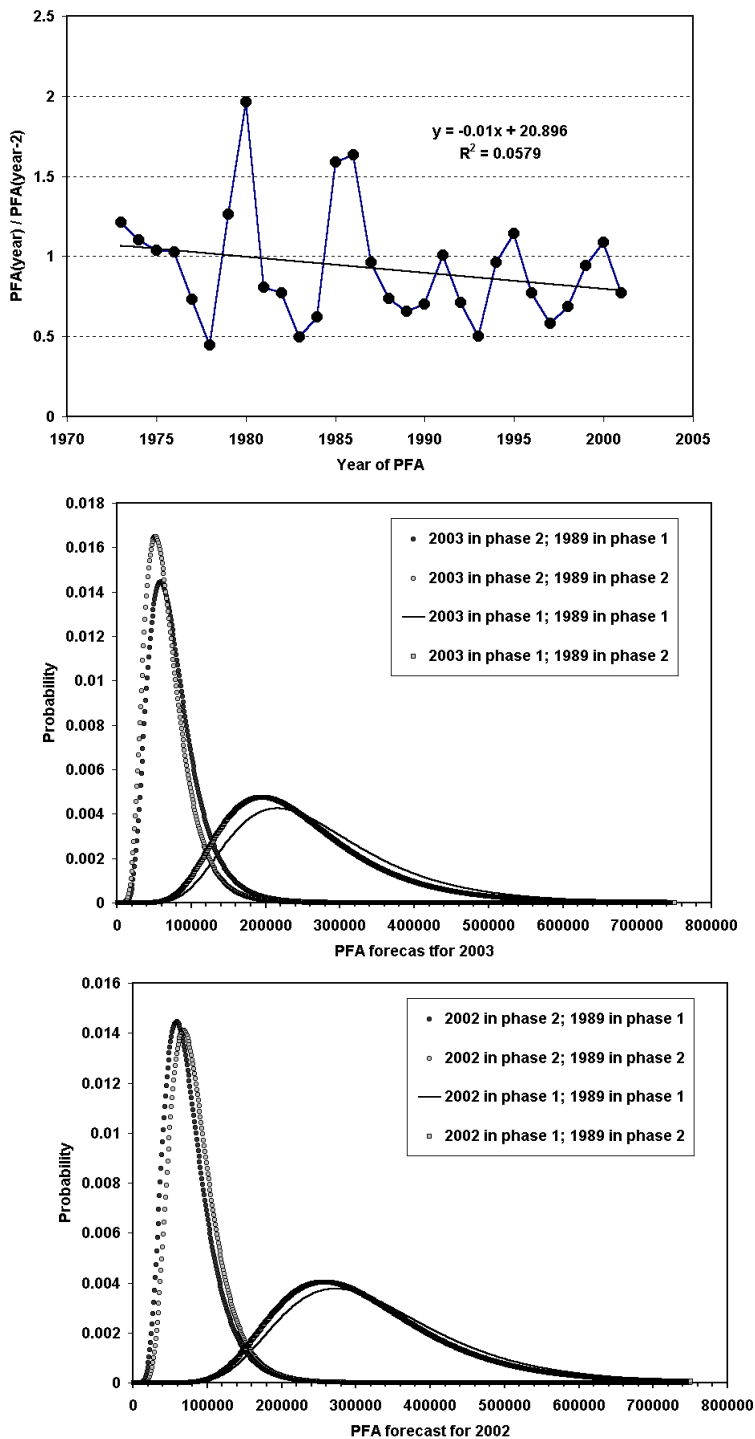 2.5
2
1.5
1
0.5
0
PFA(year) / PFA(year-2)
y = -0.01x + 20.896
R² = 0.0579
1970 1975 1980 1985 1990 1995 2000 2005
Year of PFA
0.018
0.016
0.014
0.012
0.01
0.008
0.006
0.004
0.002
0
Probability
2003 in phase 2; 1989 in phase 1
2003 in phase 2; 1989 in phase 2
2003 in phase 1; 1989 in phase 1
2003 in phase 1; 1989 in phase 2
0 100000 200000 300000 400000 500000 600000 700000 800000
PFA forecas tfor 2003
0.016
0.014
0.012
0.01
0.008
0.006
0.004
0.002
0
Probability
2002 in phase 2; 1989 in phase 1
2002 in phase 2; 1989 in phase 2
2002 in phase 1; 1989 in phase 1
2002 in phase 1; 1989 in phase 2
0 100000 200000 300000 400000 500000 600000 700000 800000
PFA forecast for 2002